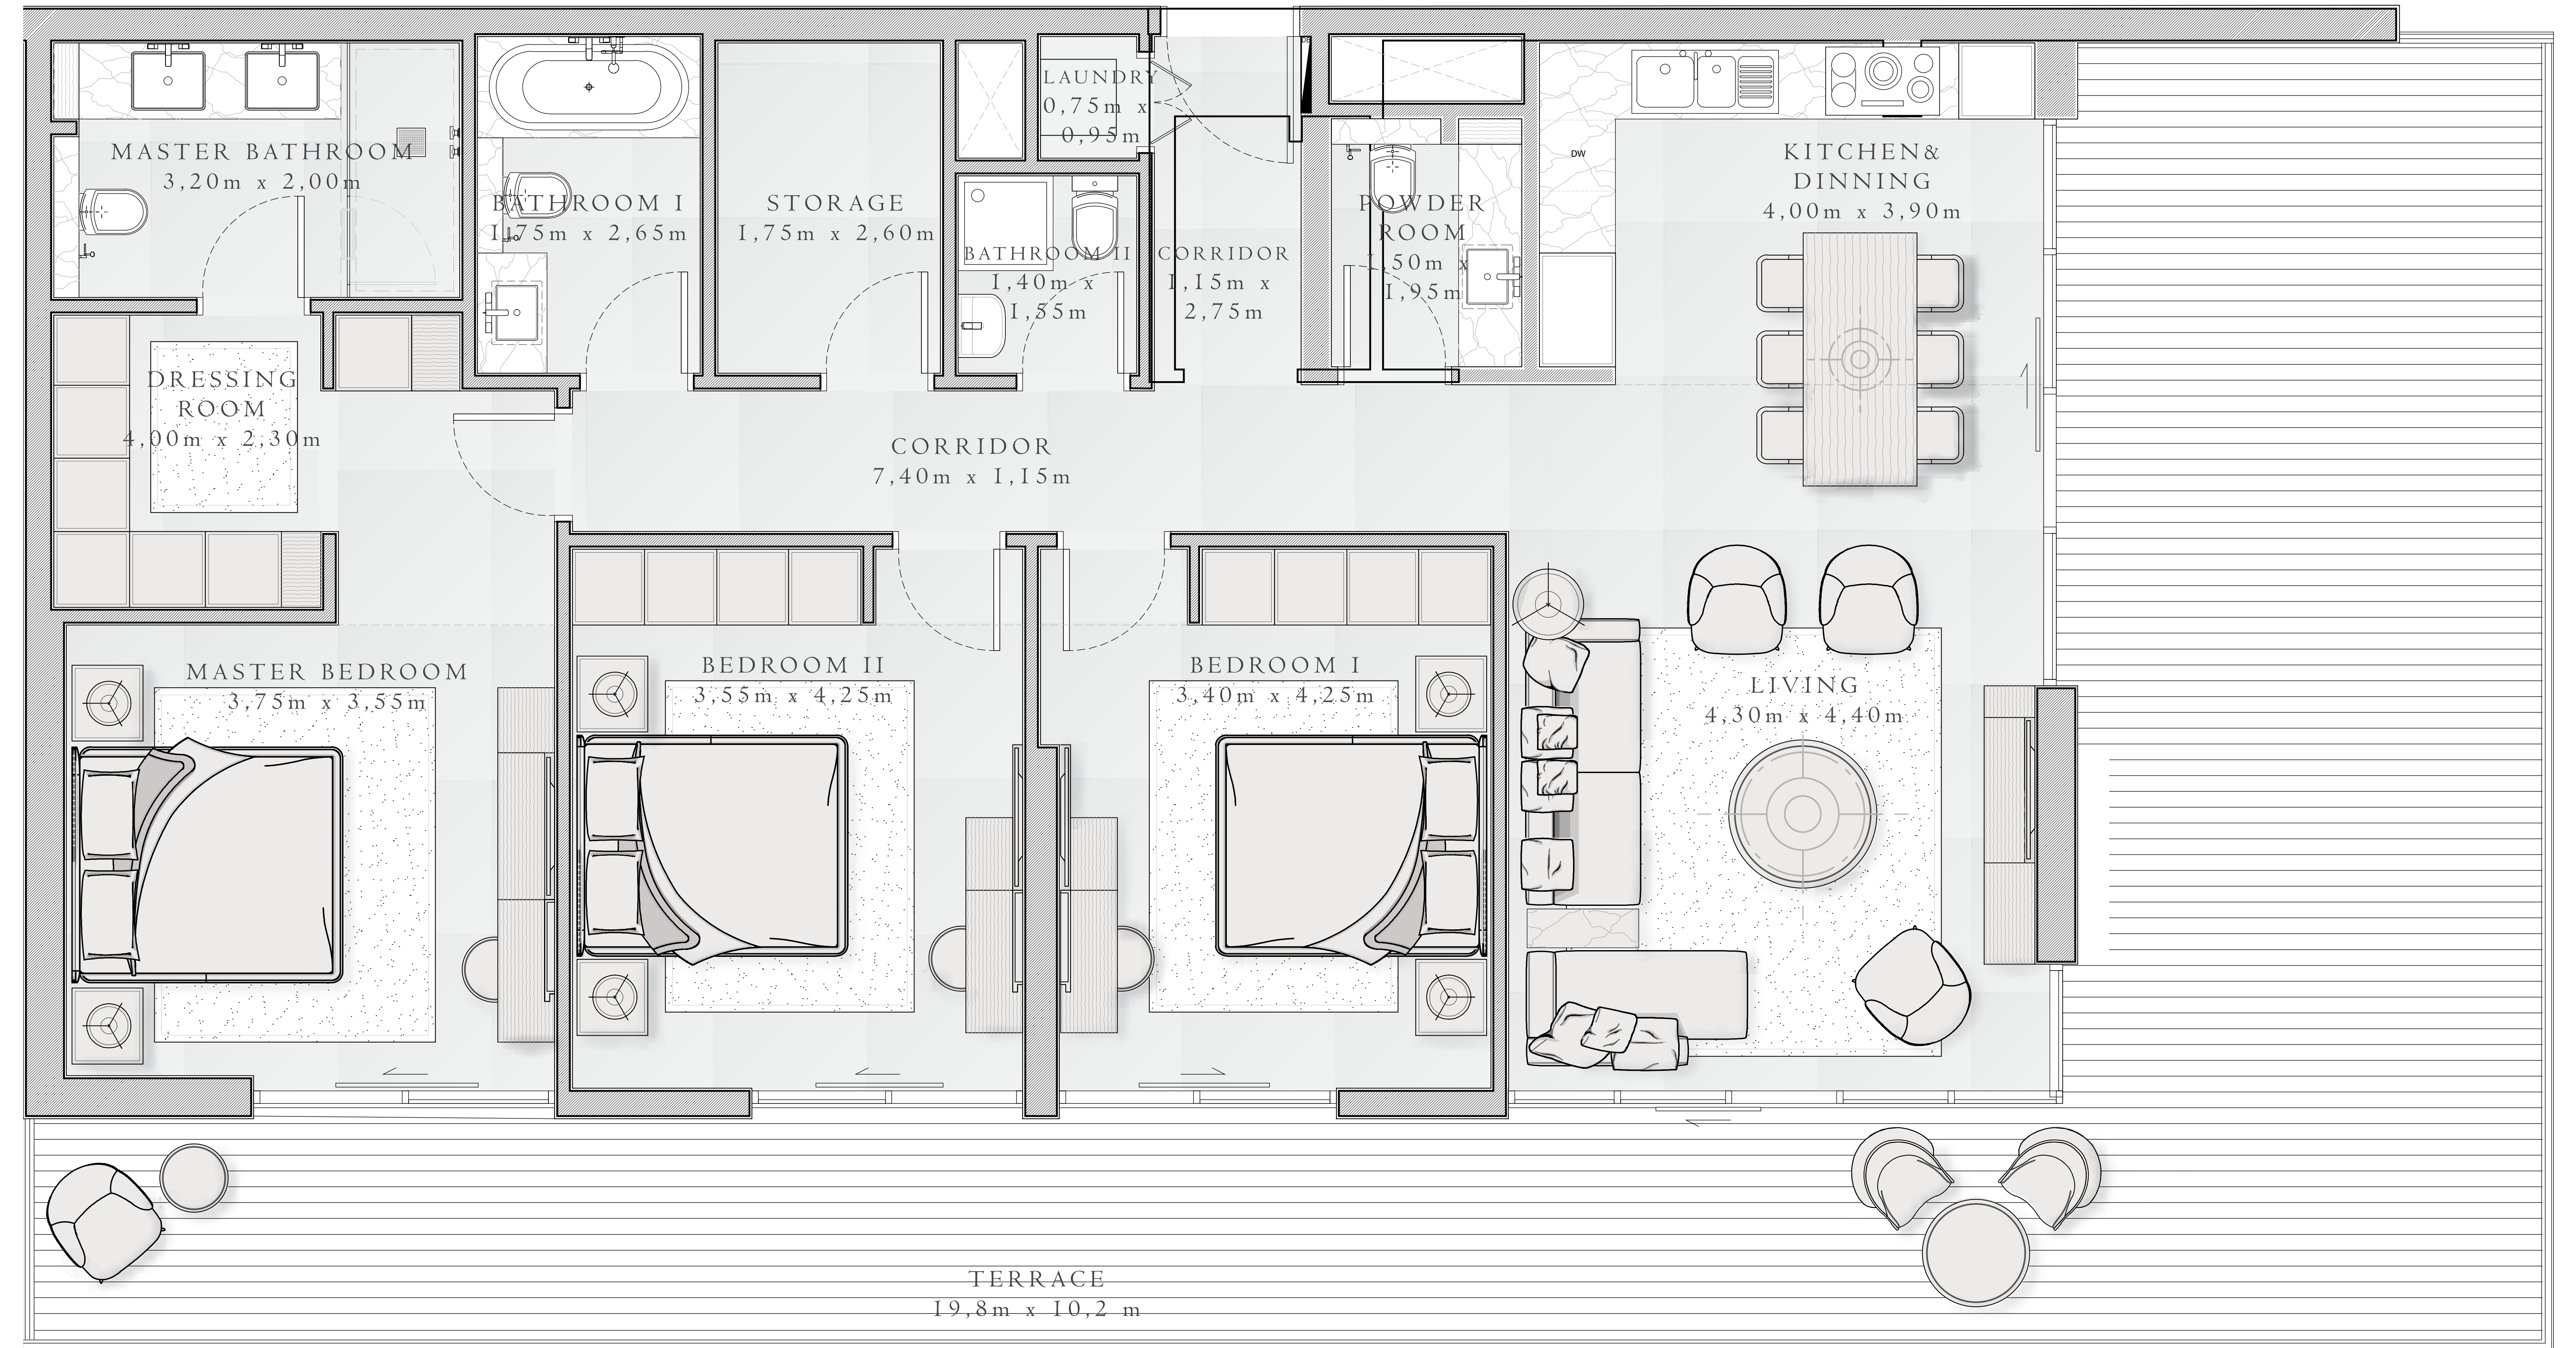 MASTER BATHROOM
3,20m x 2,00m
BATHROOM I
1,75m x 2,65m
STORAGE
1,75m x 2,60m
LAUNDRY
0,75m x
0,95m
BATHROOM II
1,40m x
1,55m
CORRIDOR
1,15m x
2,75m
POWDER
ROOM
1,50m x
1,95m
DW
KITCHEN&
DINNING
4,00m x 3,90m
DRESSING
ROOM
4,00m x 2,30m
CORRIDOR
7,40m x 1,15m
MASTER BEDROOM
3,75m x 3,55m
BEDROOM II
3,55m x 4,25m
BEDROOM I
3,40m x 4,25m
LIVING
4,30m x 4,40m
TERRACE
19,8m x 10,2 m